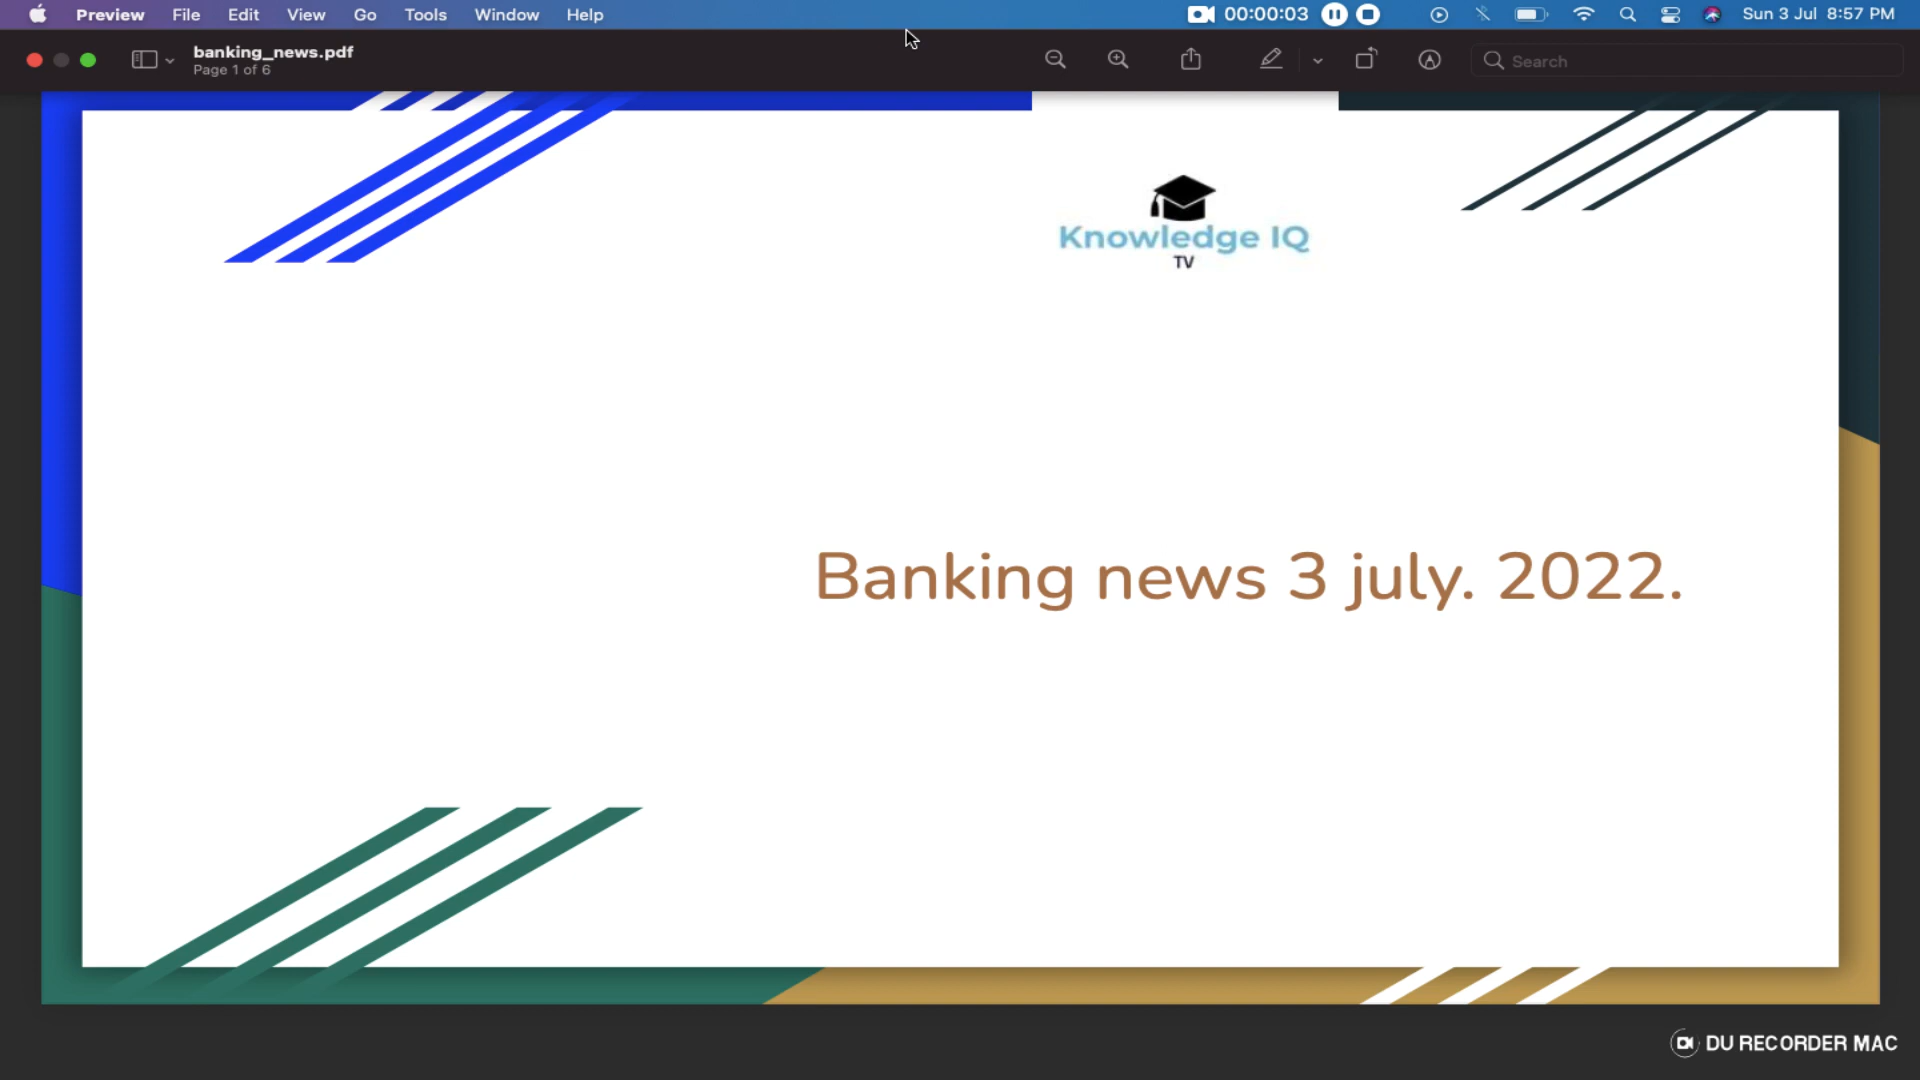 Preview File Edit View Go Tools Window Help 00:00:03 Sun 3 Jul 8:57 PM
banking_news.pdf
Page 1 of 6
Search
Knowledge IQ
TV
Banking news 3 july. 2022.
DU RECORDER MAC